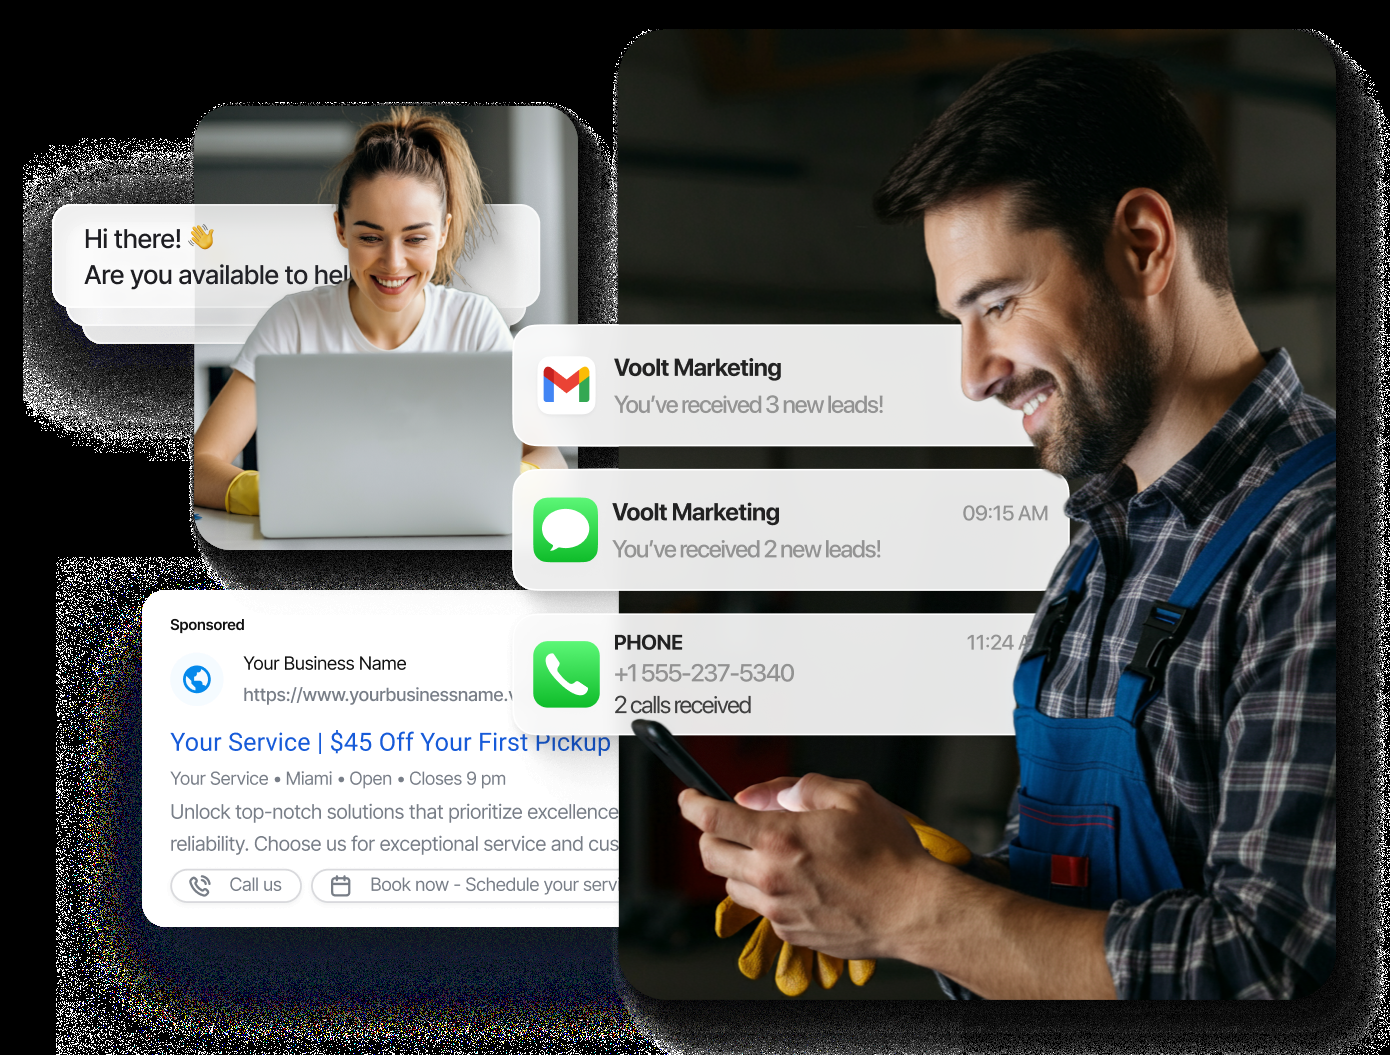 Hi there! 👋
Are you available to hel
Voolt Marketing
You've received 3 new leads!
Voolt Marketing
09:15 AM
You've received 2 new leads!
PHONE
11:24
+1 555-237-5340
2 calls received
Sponsored
Your Business Name
https://www.yourbusinessname.
Your Service | $45 Off Your First Pickup
Your Service • Miami • Open • Closes 9 pm
Unlock top-notch solutions that prioritize excellence
reliability. Choose us for exceptional service and cus
Call us
Book now - Schedule your servi